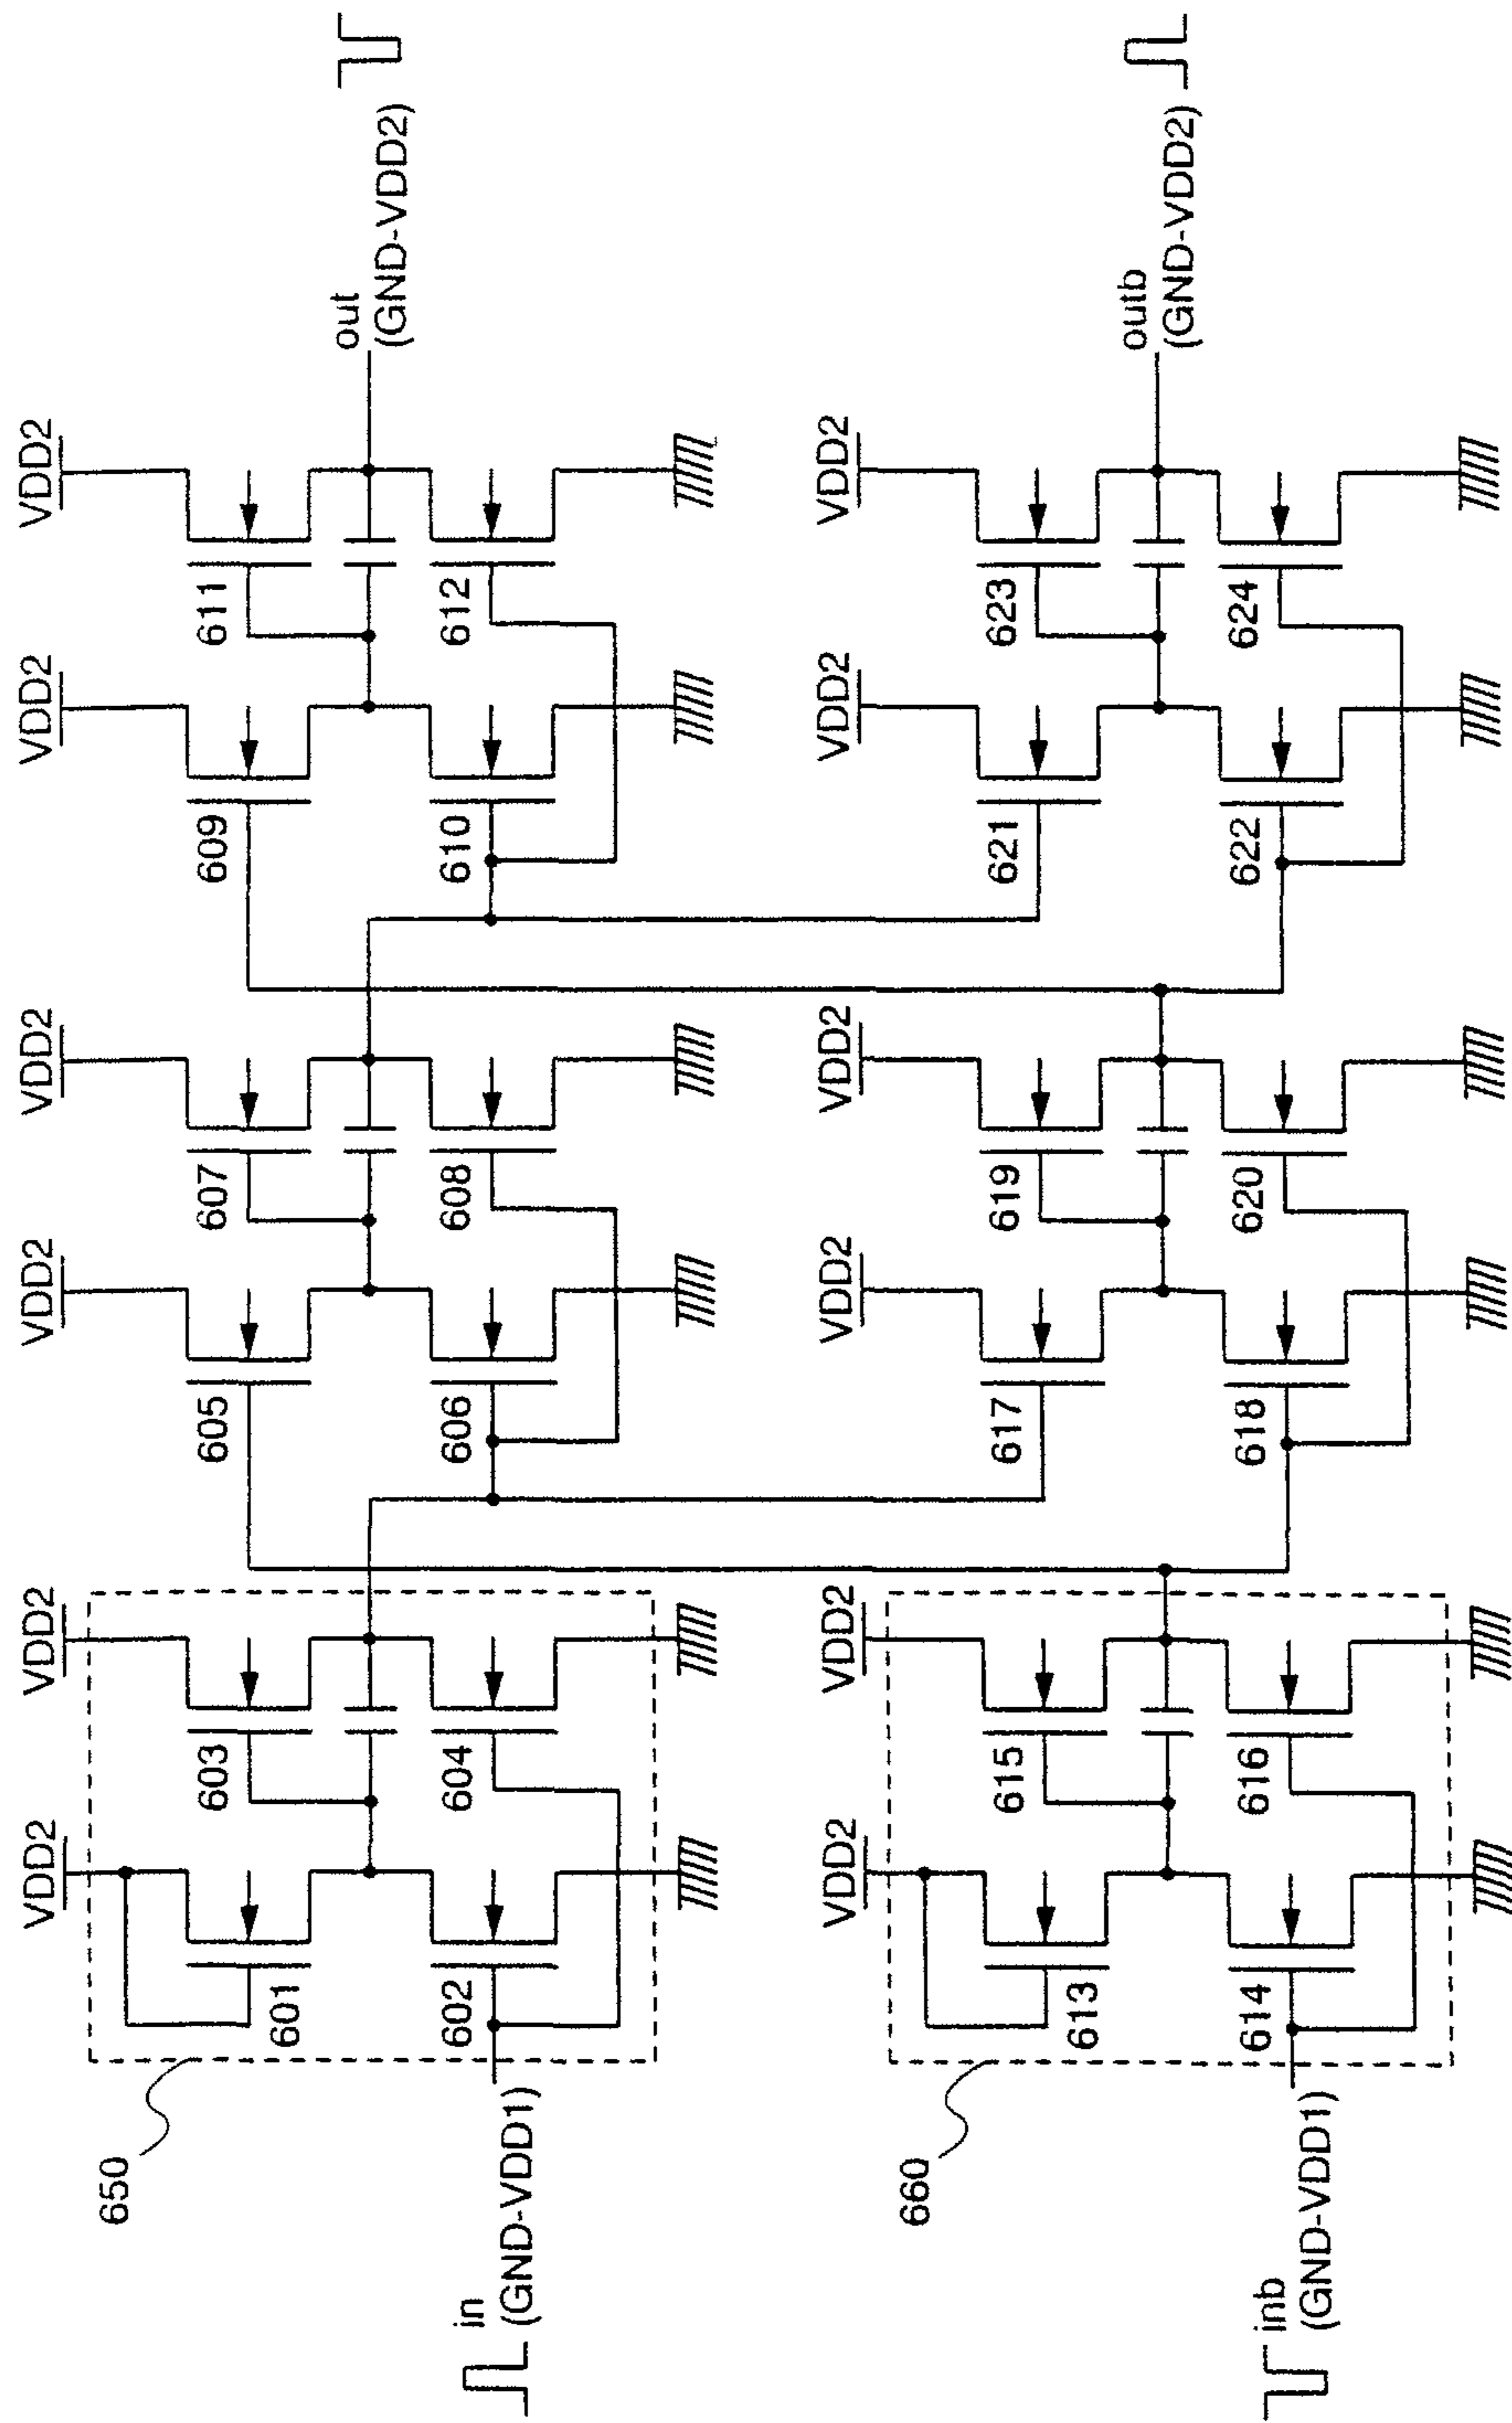 650
in
(GND-VDD1)
VDD2
VDD2
601
603
602
604
VDD2
VDD2
605
607
606
608
VDD2
VDD2
609
611
610
612
out
(GND-VDD2)
660
inb
(GND-VDD1)
VDD2
VDD2
613
615
614
616
VDD2
VDD2
617
619
618
620
VDD2
VDD2
621
623
622
624
outb
(GND-VDD2)